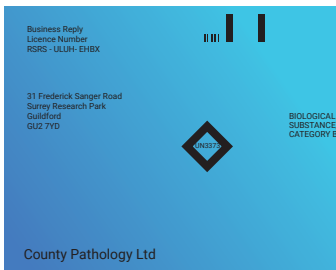 Business Reply
Licence Number
RSRS - ULUH- EHBX
31 Frederick Sanger Road
Surrey Research Park
Guildford
GU2 7YD
UN3373
BIOLOGICAL
SUBSTANCE
CATEGORY B
County Pathology Ltd